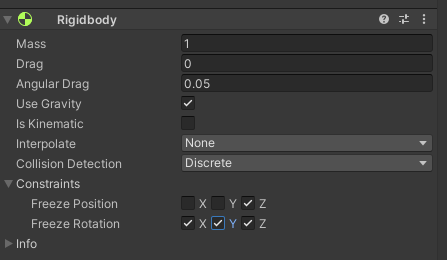 Rigidbody
Mass 1
Drag 0
Angular Drag 0.05
Use Gravity
Is Kinematic
Interpolate None
Collision Detection Discrete
Constraints
Freeze Position X Y Z
Freeze Rotation X Y Z
Info